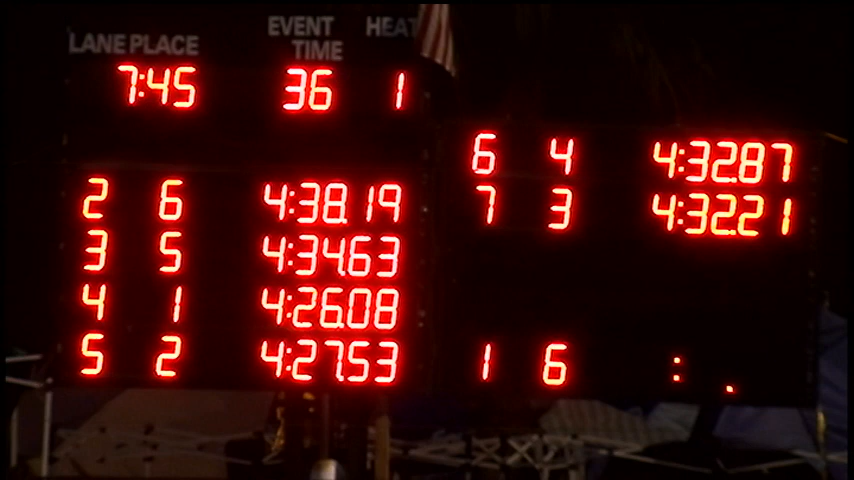 LANE PLACE EVENT TIME HEAT
7:45 36 1
2 6 4:38.19
3 5 4:34.63
4 1 4:26.08
5 2 4:27.53
6 4 4:32.87
7 3 4:32.21
1 6 : .